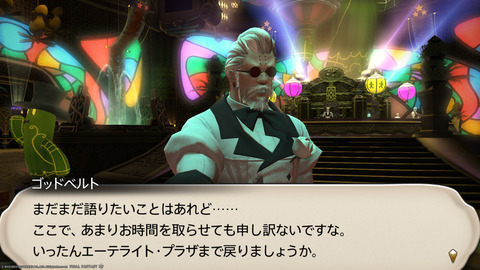 ゴッドベルト
まだまだ語りたいことはあれど……
ここで、あまりお時間を取らせても申し訳ないですな。
いったんエーテライト・プラザまで戻りましょうか。